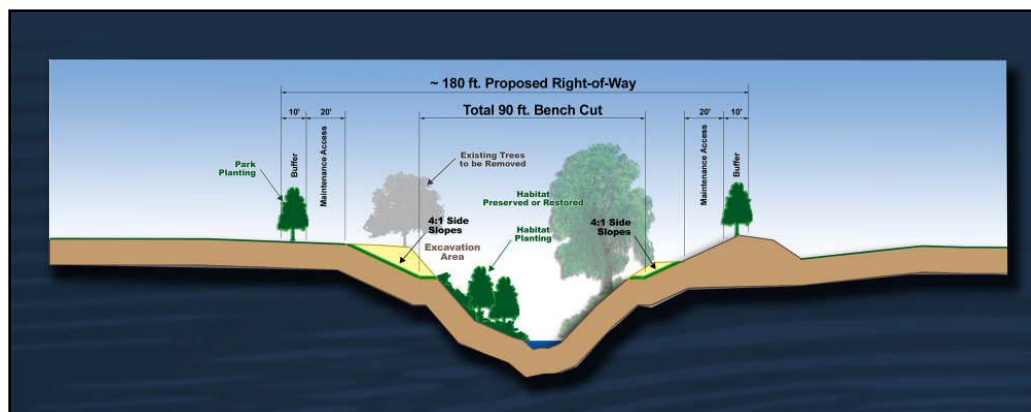 ~ 180 ft. Proposed Right-of-Way
Total 90 ft. Bench Cut
10'
20'
20'
10'
Buffer
Maintenance Access
Maintenance Access
Buffer
Park
Planting
Existing Trees
to be Removed
Habitat
Preserved or Restored
4:1 Side
Slopes
4:1 Side
Slopes
Excavation
Area
Habitat
Planting